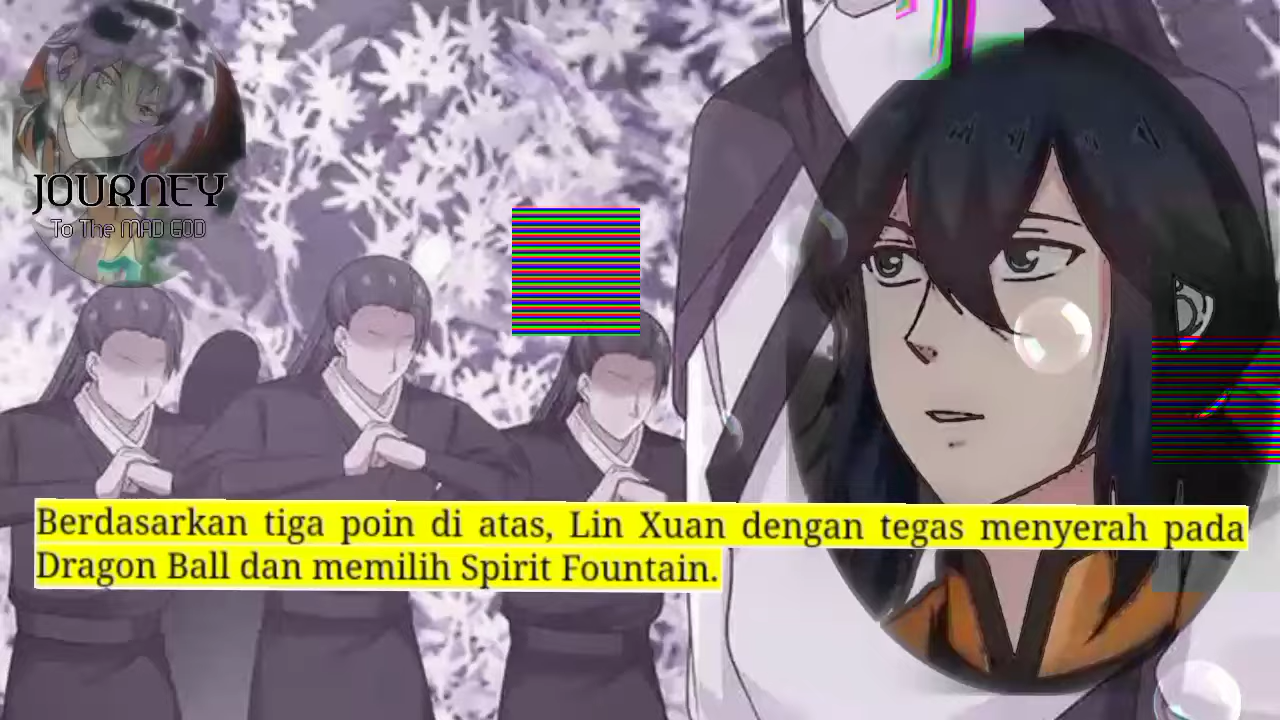 JOURNEY
To The MAD GOD
Berdasarkan tiga poin di atas, Lin Xuan dengan tegas menyerah pada
Dragon Ball dan memilih Spirit Fountain.